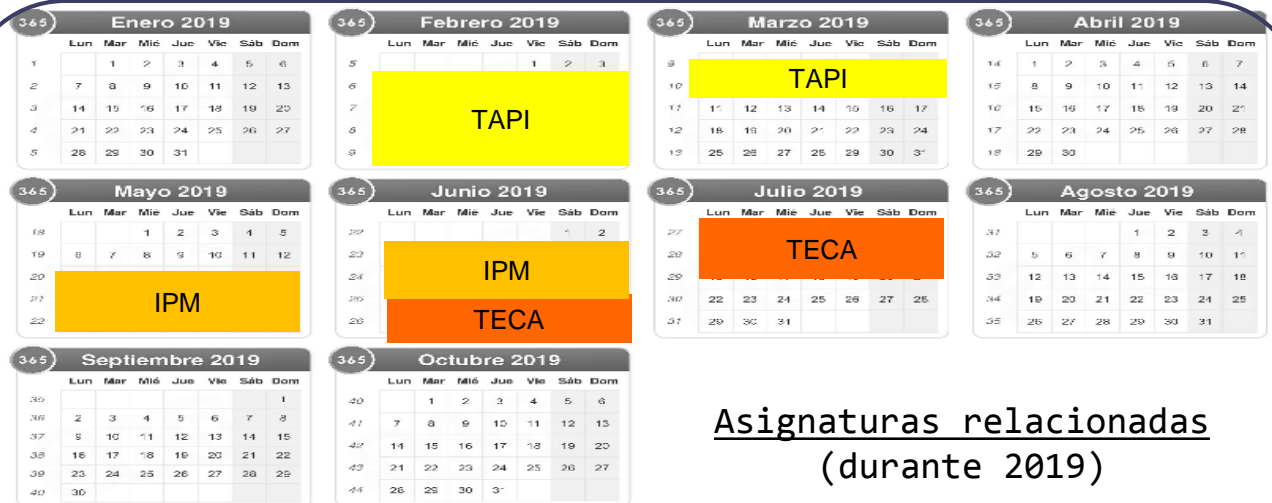 365 Enero 2019
Lun Mar Mié Jue Vie Sáb Dom
1 1 2 3 4 5 6
2 7 8 9 10 11 12 13
3 14 15 16 17 18 19 20
4 21 22 23 24 25 26 27
5 28 29 30 31
365 Febrero 2019
Lun Mar Mié Jue Vie Sáb Dom
5 1 2 3
6
7
TAPI
8
9
365 Marzo 2019
Lun Mar Mié Jue Vie Sáb Dom
9
TAPI
10
11 11 12 13 14 15 16 17
12 18 19 20 21 22 23 24
13 25 26 27 28 29 30 31
365 Abril 2019
Lun Mar Mié Jue Vie Sáb Dom
14 1 2 3 4 5 6 7
15 8 9 10 11 12 13 14
16 15 16 17 18 19 20 21
17 22 23 24 25 26 27 28
18 29 30
365 Mayo 2019
Lun Mar Mié Jue Vie Sáb Dom
18 1 2 3 4 5
19 6 7 8 9 10 11 12
20
21 IPM
22
365 Junio 2019
Lun Mar Mié Jue Vie Sáb Dom
22 1 2
23
24 IPM
25
26 TECA
365 Julio 2019
Lun Mar Mié Jue Vie Sáb Dom
27
28 TECA
29
30 22 23 24 25 26 27 28
31 29 30 31
365 Agosto 2019
Lun Mar Mié Jue Vie Sáb Dom
31 1 2 3 4
32 5 6 7 8 9 10 11
33 12 13 14 15 16 17 18
34 19 20 21 22 23 24 25
35 26 27 28 29 30 31
365 Septiembre 2019
Lun Mar Mié Jue Vie Sáb Dom
35 1
36 2 3 4 5 6 7 8
37 9 10 11 12 13 14 15
38 16 17 18 19 20 21 22
39 23 24 25 26 27 28 29
40 30
365 Octubre 2019
Lun Mar Mié Jue Vie Sáb Dom
40 1 2 3 4 5 6
41 7 8 9 10 11 12 13
42 14 15 16 17 18 19 20
43 21 22 23 24 25 26 27
44 28 29 30 31
Asignaturas relacionadas
(durante 2019)